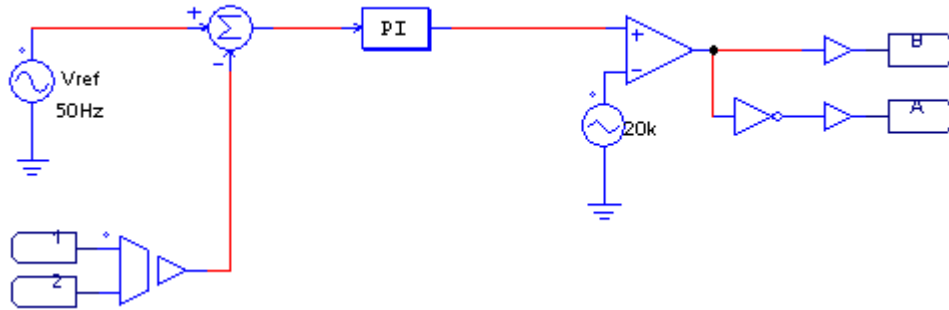 +
Σ
-
PI
+
-
B
Vref
50Hz
A
20k
1
2